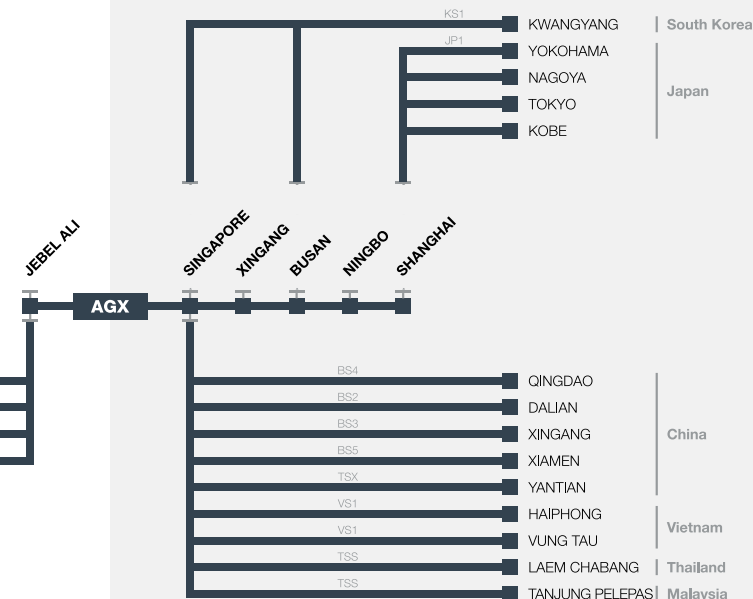 KS1
KWANGYANG
South Korea
JP1
YOKOHAMA
NAGOYA
Japan
TOKYO
KOBE
JEBEL ALI
SINGAPORE
XINGANG
BUSAN
NINGBO
SHANGHAI
AGX
BS4
QINGDAO
BS2
DALIAN
BS3
XINGANG
China
BS5
XIAMEN
TSX
YANTIAN
VS1
HAIPHONG
Vietnam
VS1
VUNG TAU
TSS
LAEM CHABANG
Thailand
TSS
TANJUNG PELEPAS
Malaysia